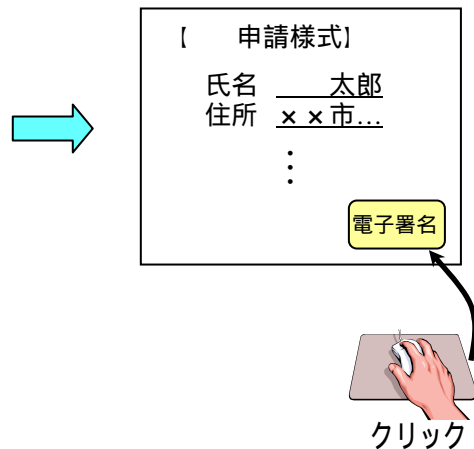 【　申請様式】
氏名　　　太郎
住所　××市…
⋮
電子署名
クリック